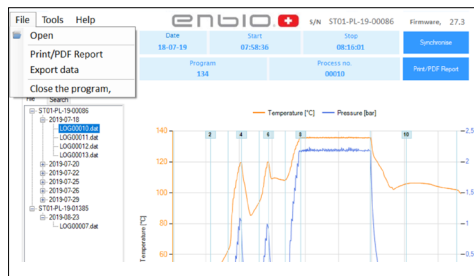 File Tools Help
enbio.
S/N ST01-PL-19-00086
Firmware, 27.3
Open
Print/PDF Report
Export data
Close the program,
Date
18-07-19
Start
07:58:36
Stop
08:16:01
Synchronise
Program
134
Process no.
00010
Print/PDF Report
File Search
ST01-PL-19-00086
2019-07-18
LOG00010.dat
LOG00011.dat
LOG00012.dat
LOG00013.dat
2019-07-20
2019-07-22
2019-07-25
2019-07-25
2019-07-29
ST01-PL-19-01385
2019-08-23
LOG00007.dat
Temperature [°C] Pressure [bar]
2 4 6 8 10
140
120
100
80
60
Temperature [°C]
2.5
2
1.5
1
0.5